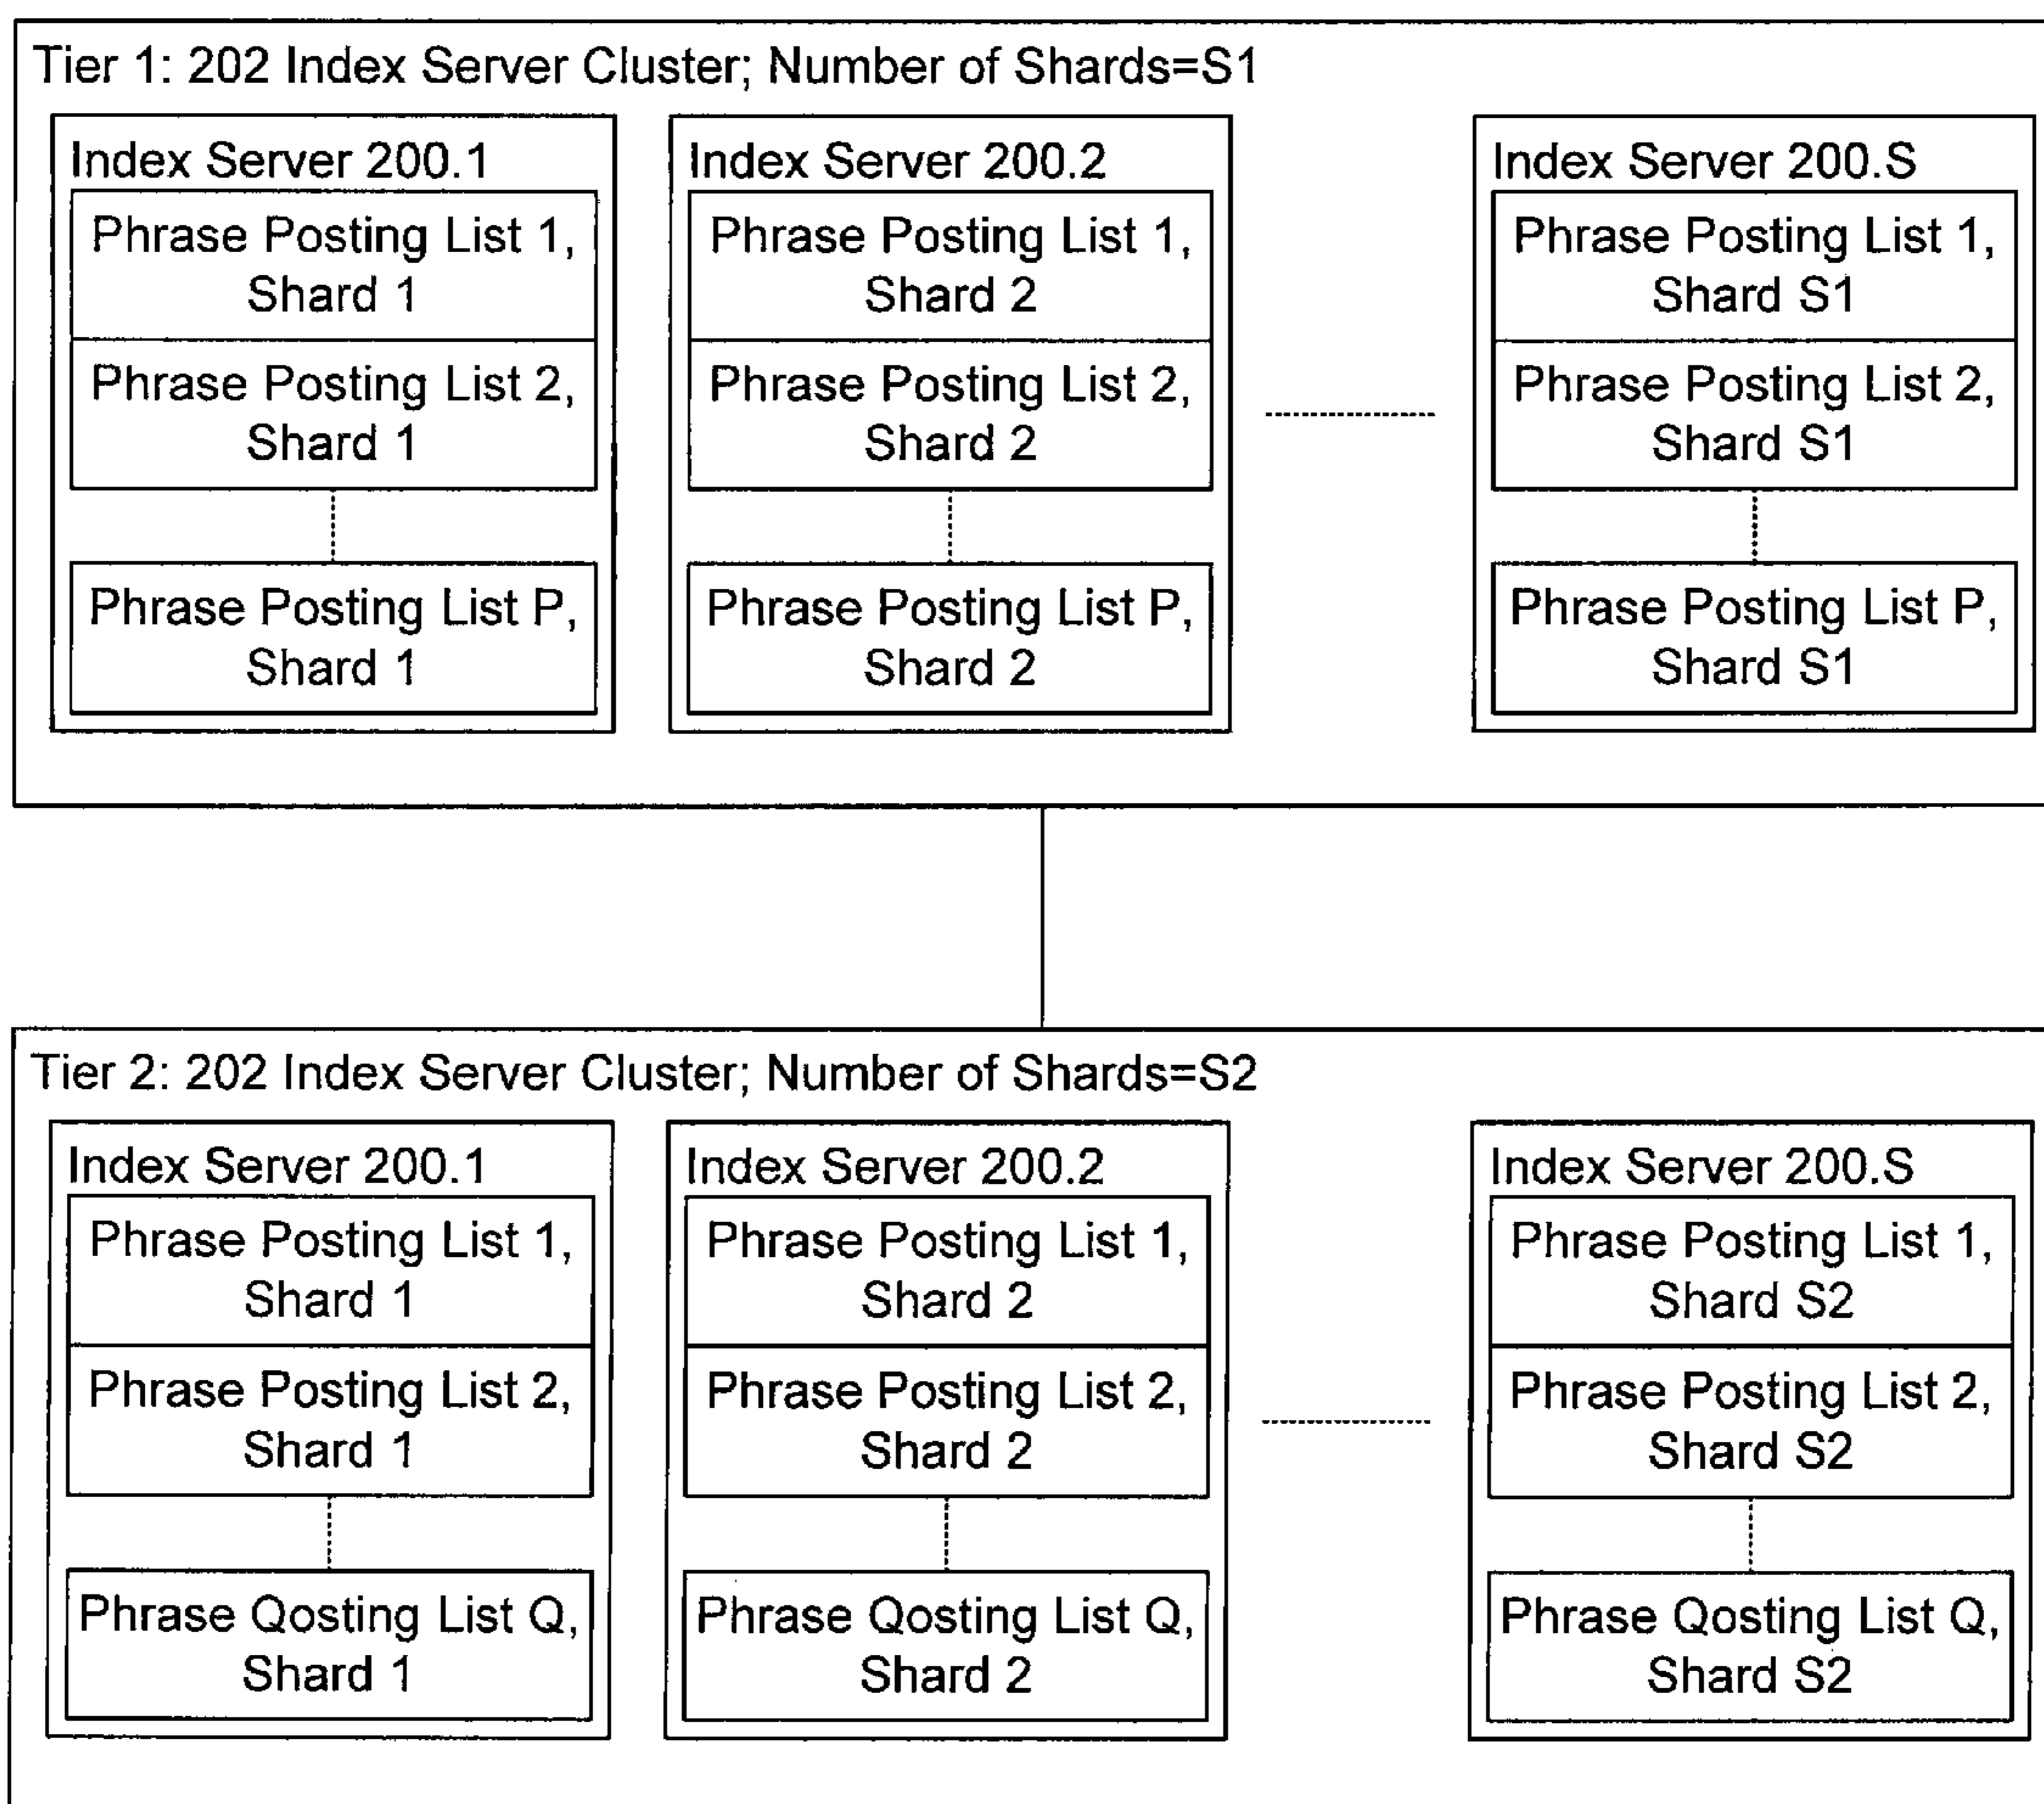 Tier 1: 202 Index Server Cluster; Number of Shards=S1
Index Server 200.1
Phrase Posting List 1,
Shard 1
Phrase Posting List 2,
Shard 1
Phrase Posting List P,
Shard 1
Index Server 200.2
Phrase Posting List 1,
Shard 2
Phrase Posting List 2,
Shard 2
Phrase Posting List P,
Shard 2
Index Server 200.S
Phrase Posting List 1,
Shard S1
Phrase Posting List 2,
Shard S1
Phrase Posting List P,
Shard S1
Tier 2: 202 Index Server Cluster; Number of Shards=S2
Index Server 200.1
Phrase Posting List 1,
Shard 1
Phrase Posting List 2,
Shard 1
Phrase Qosting List Q,
Shard 1
Index Server 200.2
Phrase Posting List 1,
Shard 2
Phrase Posting List 2,
Shard 2
Phrase Qosting List Q,
Shard 2
Index Server 200.S
Phrase Posting List 1,
Shard S2
Phrase Posting List 2,
Shard S2
Phrase Qosting List Q,
Shard S2